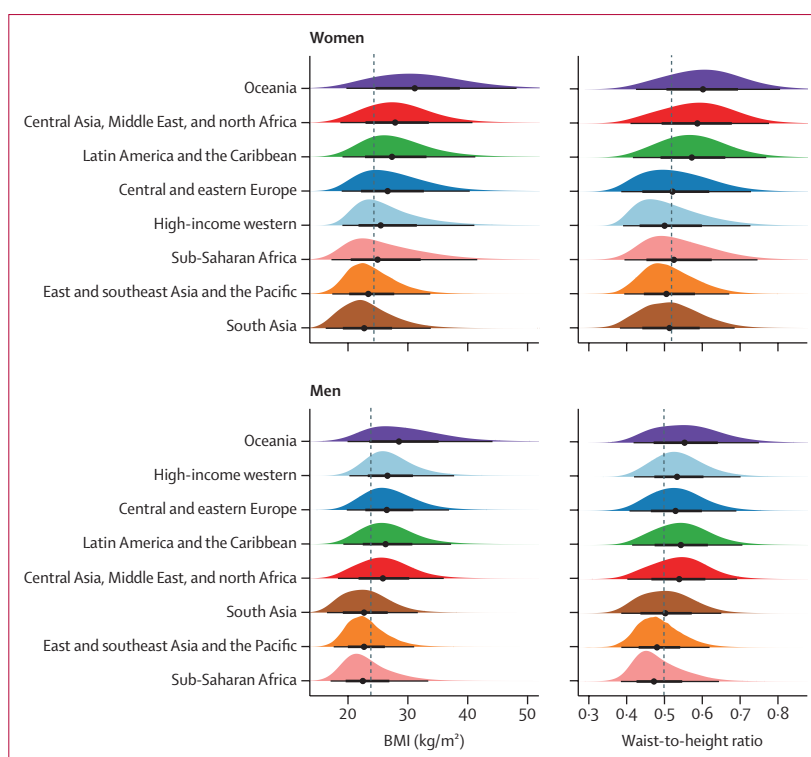 Women
Oceania
Central Asia, Middle East, and north Africa
Latin America and the Caribbean
Central and eastern Europe
High-income western
Sub-Saharan Africa
East and southeast Asia and the Pacific
South Asia
Men
Oceania
High-income western
Central and eastern Europe
Latin America and the Caribbean
Central Asia, Middle East, and north Africa
South Asia
East and southeast Asia and the Pacific
Sub-Saharan Africa
20 30 40 50 0·3 0·4 0·5 0·6 0·7 0·8
BMI (kg/m²) Waist-to-height ratio